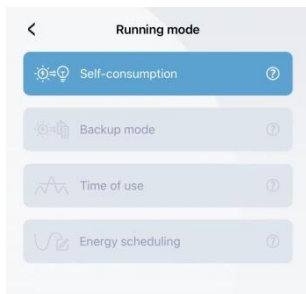 Running mode
Self-consumption
Backup mode
Time of use
Energy scheduling